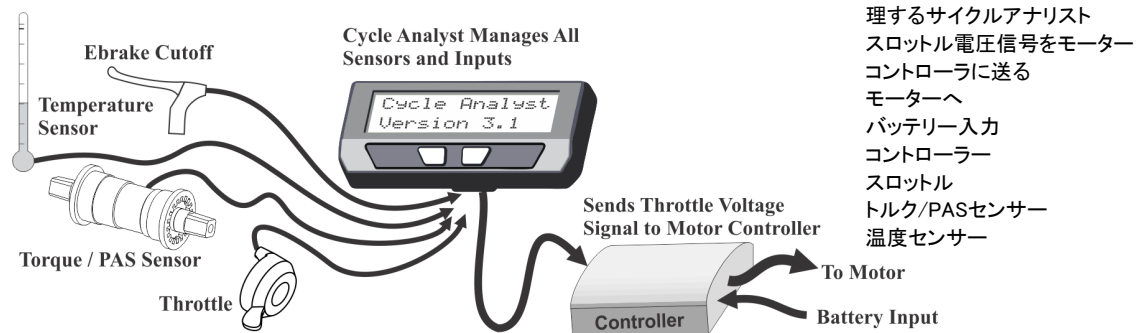 Ebrake Cutoff
Temperature
Sensor
Torque / PAS Sensor
Throttle
Cycle Analyst Manages All
Sensors and Inputs
Cycle Analyst
Version 3.1
Sends Throttle Voltage
Signal to Motor Controller
To Motor
Battery Input
Controller
理するサイクルアナリスト
スロットル電圧信号をモーター
コントローラに送る
モーターへ
バッテリー入力
コントローラー
スロットル
トルク/PASセンサー
温度センサー